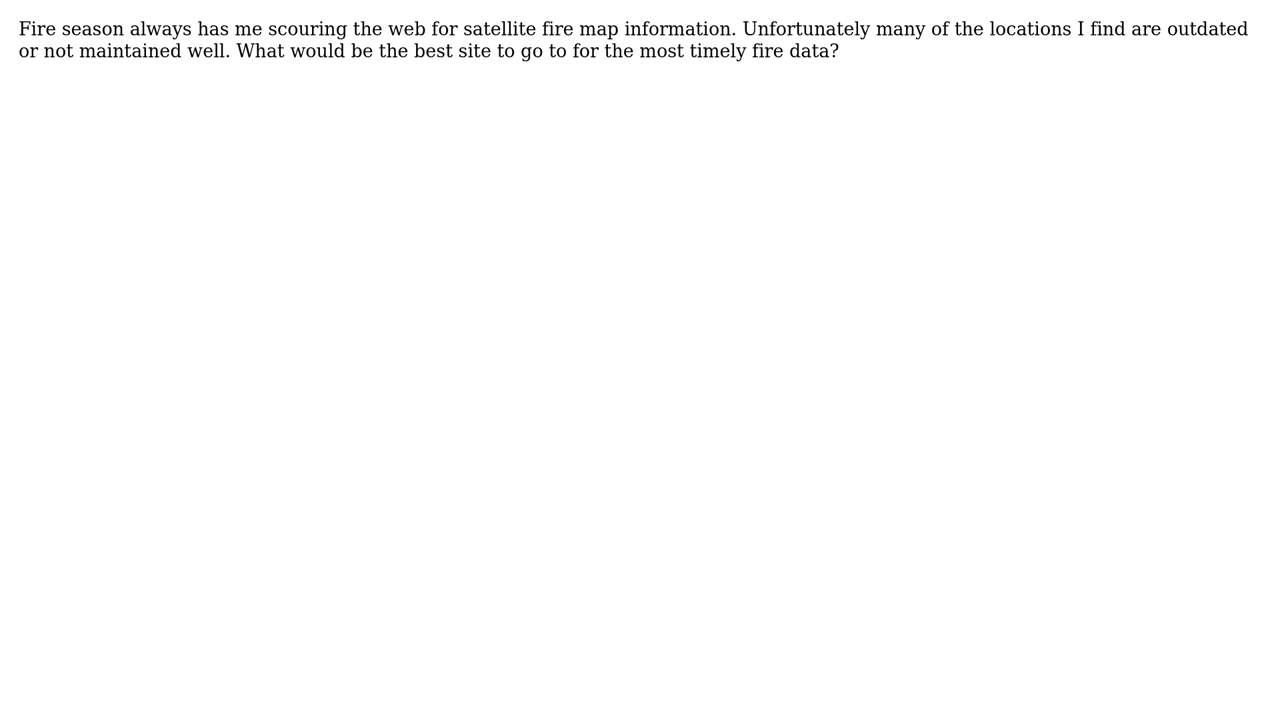 Fire season always has me scouring the web for satellite fire map information. Unfortunately many of the locations I find are outdated
or not maintained well. What would be the best site to go to for the most timely fire data?